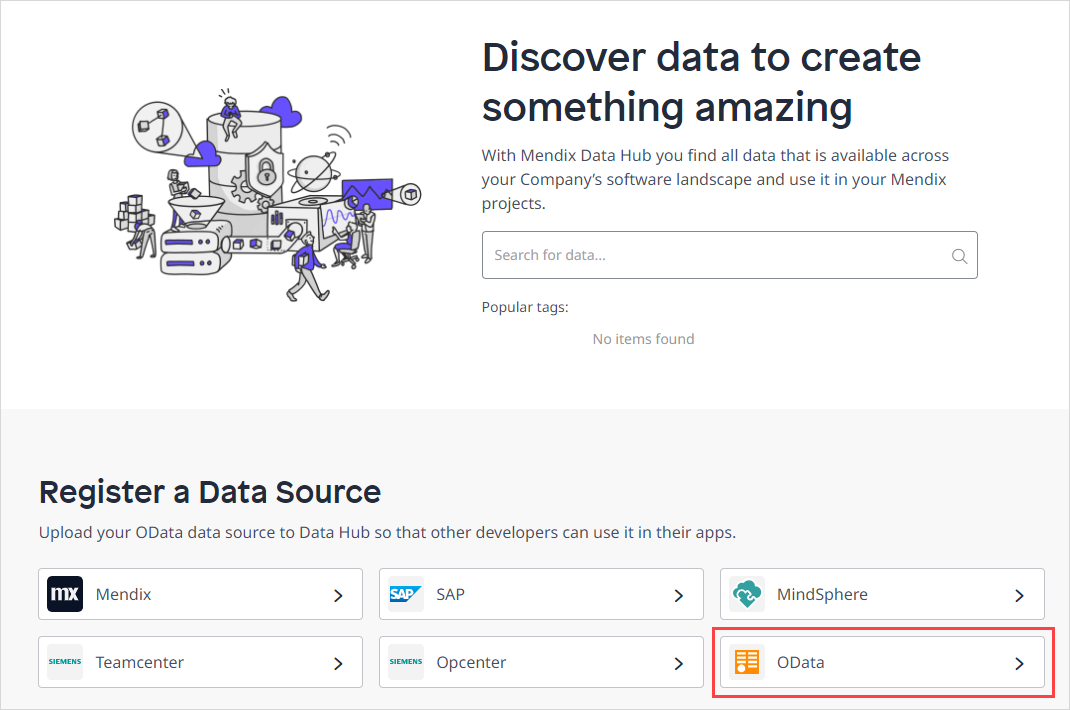 Discover data to create
something amazing
With Mendix Data Hub you find all data that is available across
your Company's software landscape and use it in your Mendix
projects.
Search for data...
Popular tags:
No items found
Register a Data Source
Upload your OData data source to Data Hub so that other developers can use it in their apps.
mx Mendix
SAP SAP
MindSphere
SIEMENS Teamcenter
SIEMENS Opcenter
OData